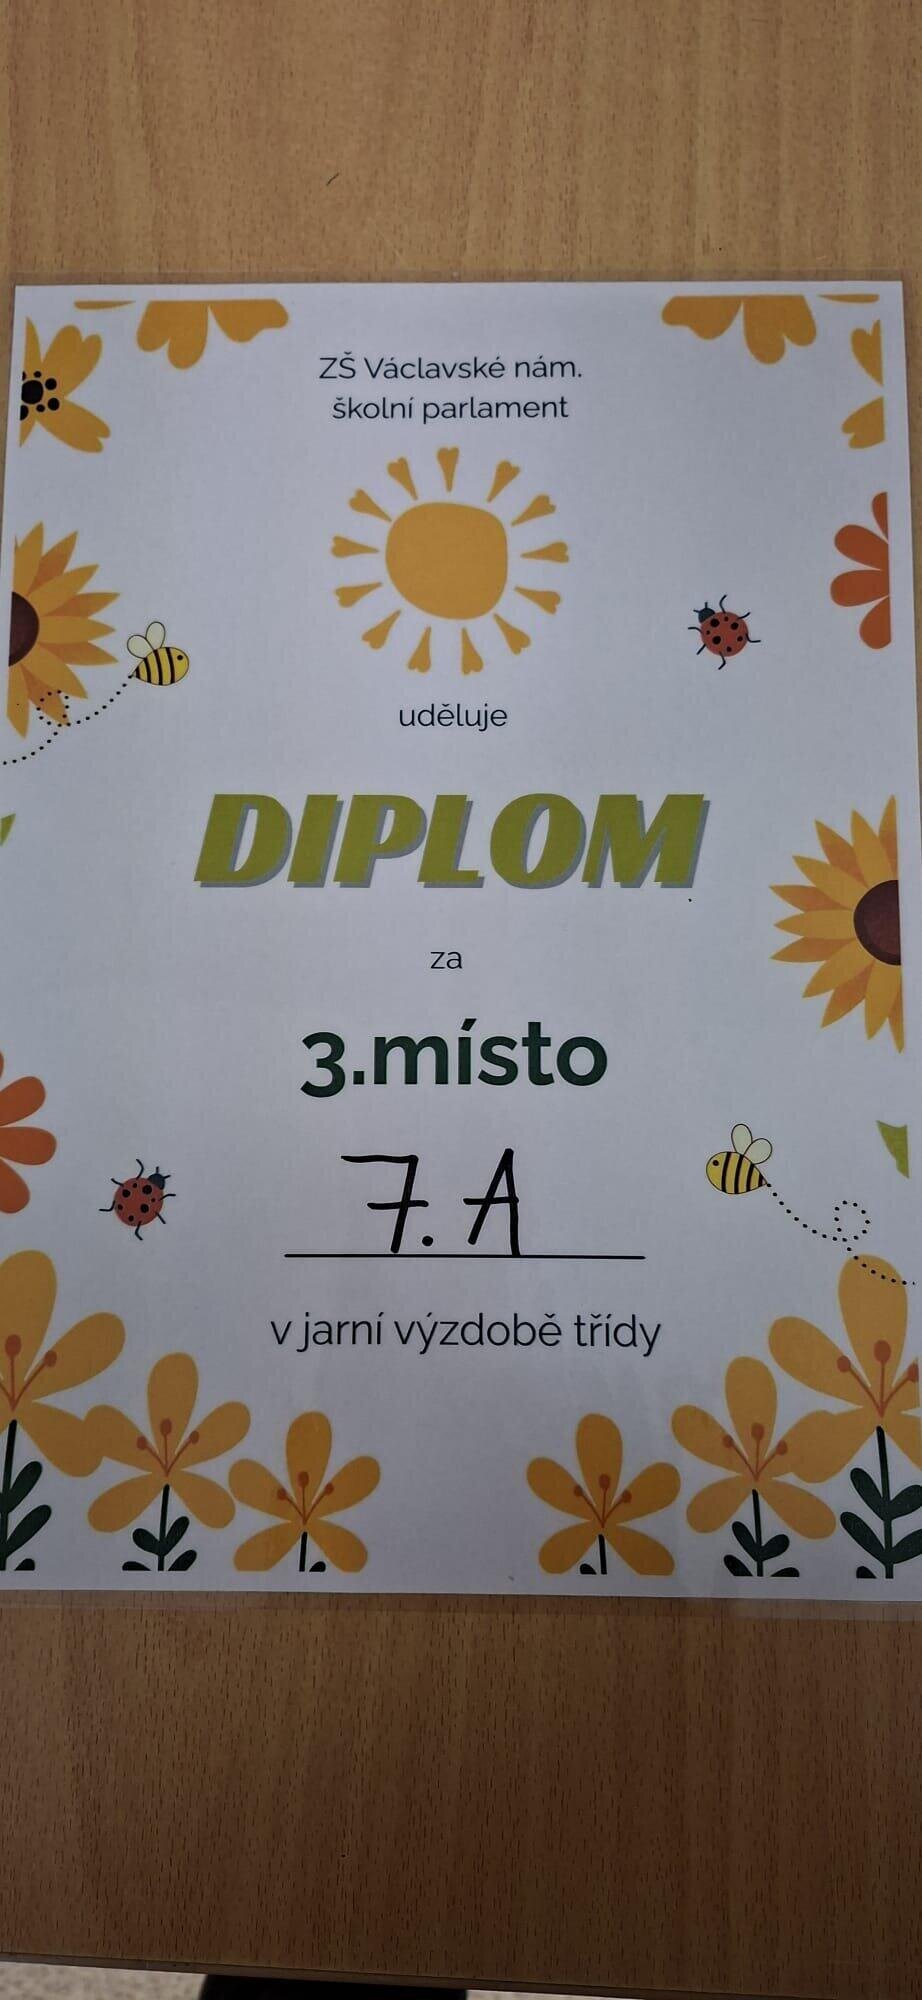 ZŠ Václavské nám.
školní parlament
uděluje
DIPLOM
za
3.místo
7. A
v jarní výzdobě třídy